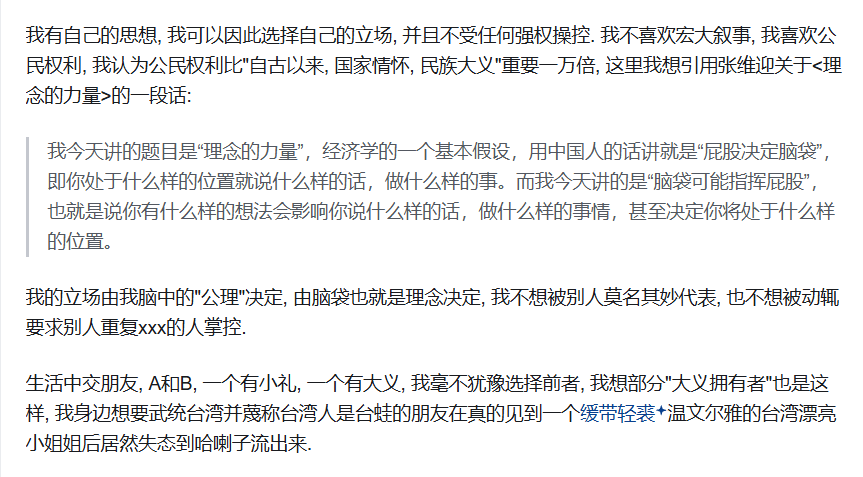 我有自己的思想, 我可以因此选择自己的立场, 并且不受任何强权操控. 我不喜欢宏大叙事, 我喜欢公
民权利, 我认为公民权利比"自古以来, 国家情怀, 民族大义"重要一万倍, 这里我想引用张维迎关于<理
念的力量>的一段话:
我今天讲的题目是“理念的力量”，经济学的一个基本假设，用中国人的话讲就是“屁股决定脑袋”，
即你处于什么样的位置就说什么样的话，做什么样的事。而我今天讲的是“脑袋可能指挥屁股”，
也就是说你有什么样的想法会影响你说什么样的话，做什么样的事情，甚至决定你将处于什么样
的位置。
我的立场由我脑中的"公理"决定, 由脑袋也就是理念决定, 我不想被别人莫名其妙代表, 也不想被动辄
要求别人重复xxx的人掌控.
生活中交朋友, A和B, 一个有小礼, 一个有大义, 我毫不犹豫选择前者, 我想部分"大义拥有者"也是这
样, 我身边想要武统台湾并蔑称台湾人是台蛙的朋友在真的见到一个缓带轻裘温文尔雅的台湾漂亮
小姐姐后居然失态到哈喇子流出来.